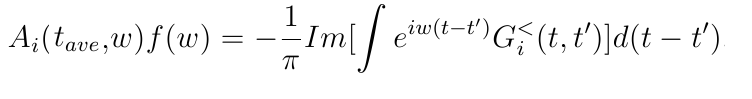 $A_i(t_{ave},w)f(w) = -\frac{1}{\pi}Im[\int e^{iw(t-t')}G_i^{<}(t,t')]d(t-t')$